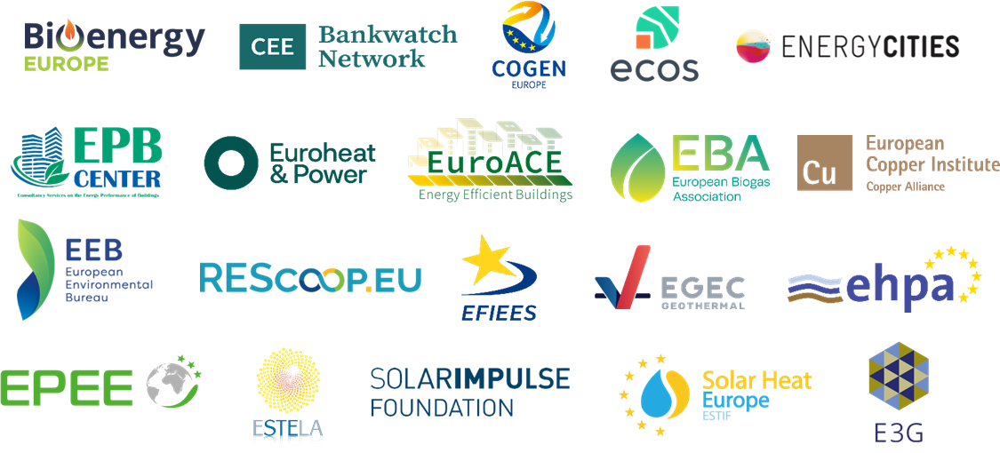 Bioenergy
EUROPE
CEE
Bankwatch
Network
COGEN
EUROPE
ecos
ENERGYCITIES
EPB
CENTER
Consultancy Services on the Energy Performance of Buildings
Euroheat
& Power
EuroACE
Energy Efficient Buildings
EBA
European Biogas
Association
Cu
European
Copper Institute
Copper Alliance
EEB
European
Environmental
Bureau
REScoop.EU
EFIEES
EGEC
GEOTHERMAL
ehpa
EPEE
ESTELA
SOLARIMPULSE
FOUNDATION
Solar Heat
Europe
ESTIF
E3G